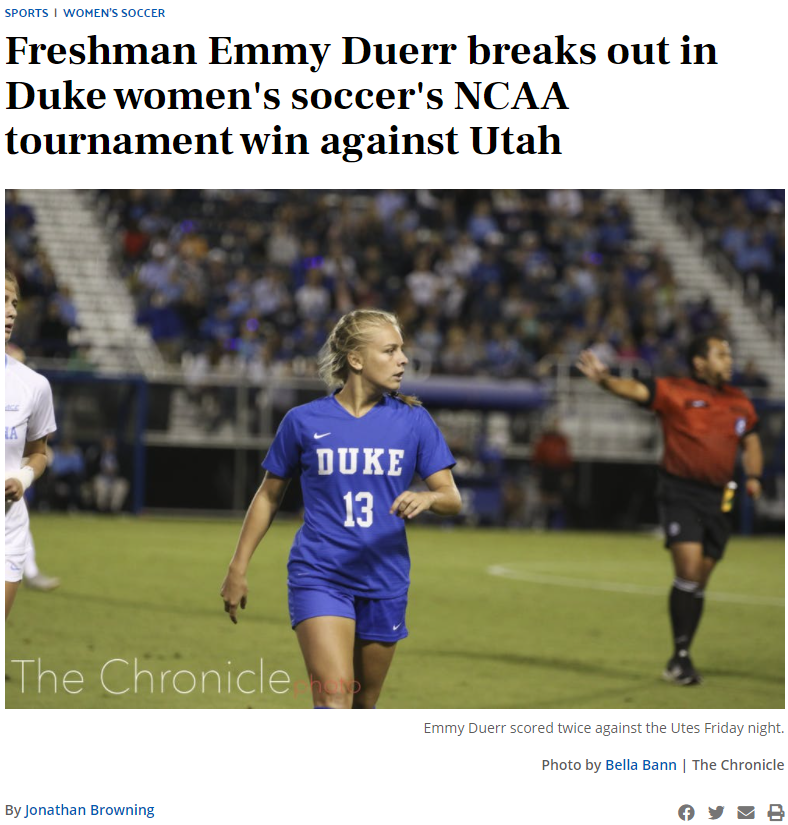 SPORTS | WOMEN'S SOCCER
Freshman Emmy Duerr breaks out in
Duke women's soccer's NCAA
tournament win against Utah
DUKE
13
The Chronicle photo
Emmy Duerr scored twice against the Utes Friday night.
Photo by Bella Bann | The Chronicle
By Jonathan Browning